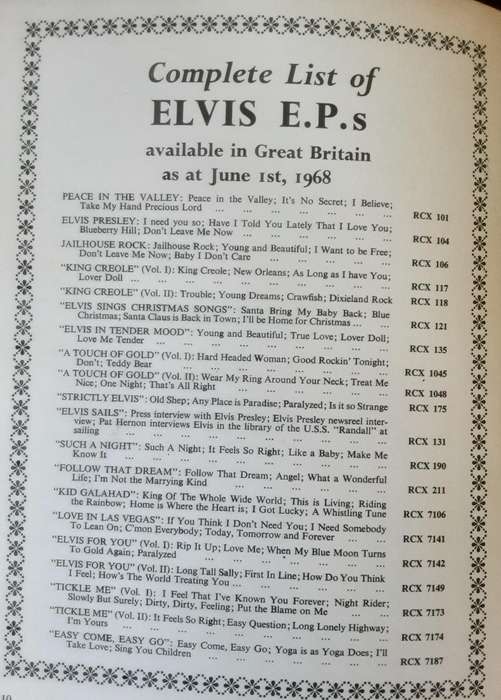 Complete List of
ELVIS E.P.s
available in Great Britain
as at June 1st, 1968
PEACE IN THE VALLEY: Peace in the Valley; It's No Secret; I Believe;
Take My Hand Precious Lord ... ... ... ... ... ... RCX 101
ELVIS PRESLEY: I need you so; Have I Told You Lately That I Love You;
Blueberry Hill; Don't Leave Me Now ... ... ... ... ... RCX 104
JAILHOUSE ROCK: Jailhouse Rock; Young and Beautiful; I Want to be Free;
Don't Leave Me Now; Baby I Don't Care ... ... ... ... RCX 106
"KING CREOLE" (Vol. I): King Creole; New Orleans; As Long as I have You;
Lover Doll ... ... ... ... ... ... ... ... RCX 117
"KING CREOLE" (Vol. II): Trouble; Young Dreams; Crawfish; Dixieland Rock RCX 118
"ELVIS SINGS CHRISTMAS SONGS": Santa Bring My Baby Back; Blue
Christmas; Santa Claus is Back in Town; I'll be Home for Christmas ... ... RCX 121
"ELVIS IN TENDER MOOD": Young and Beautiful; True Love; Lover Doll;
Love Me Tender ... ... ... ... ... ... ... RCX 135
"A TOUCH OF GOLD" (Vol. I): Hard Headed Woman; Good Rockin' Tonight;
Don't; Teddy Bear ... ... ... ... ... ... ... RCX 1045
"A TOUCH OF GOLD" (Vol. II): Wear My Ring Around Your Neck; Treat Me
Nice; One Night; That's All Right ... ... ... ... ... RCX 1048
"STRICTLY ELVIS": Old Shep; Any Place is Paradise; Paralyzed; Is it so Strange RCX 175
"ELVIS SAILS": Press interview with Elvis Presley; Elvis Presley newsreel inter-
view; Pat Hernon interviews Elvis in the library of the U.S.S. "Randall" at
sailing ... ... ... ... ... ... ... ... RCX 131
"SUCH A NIGHT": Such A Night; It Feels So Right; Like a Baby; Make Me
Know It ... ... ... ... ... ... ... ... RCX 190
"FOLLOW THAT DREAM": Follow That Dream; Angel; What a Wonderful
Life; I'm Not the Marrying Kind ... ... ... ... ... RCX 211
"KID GALAHAD": King Of The Whole Wide World; This is Living; Riding
the Rainbow; Home is Where the Heart is; I Got Lucky; A Whistling Tune RCX 7106
"LOVE IN LAS VEGAS": If You Think I Don't Need You; I Need Somebody
To Lean On; C'mon Everybody; Today, Tomorrow and Forever ... ... RCX 7141
"ELVIS FOR YOU" (Vol. I): Rip It Up; Love Me; When My Blue Moon Turns
To Gold Again; Paralyzed ... ... ... ... ... ... RCX 7142
"ELVIS FOR YOU" (Vol. II): Long Tall Sally; First In Line; How Do You Think
I Feel; How's The World Treating You ... ... ... ... ... RCX 7149
"TICKLE ME" (Vol. I): I Feel That I've Known You Forever; Night Rider;
Slowly But Surely; Dirty, Dirty, Feeling; Put the Blame on Me ... ... RCX 7173
"TICKLE ME" (Vol. II): It Feels So Right; Easy Question; Long Lonely Highway;
I'm Yours ... ... ... ... ... ... ... ... RCX 7174
"EASY COME, EASY GO": Easy Come, Easy Go; Yoga is as Yoga Does; I'll
Take Love; Sing You Children ... ... ... ... ... RCX 7187
10